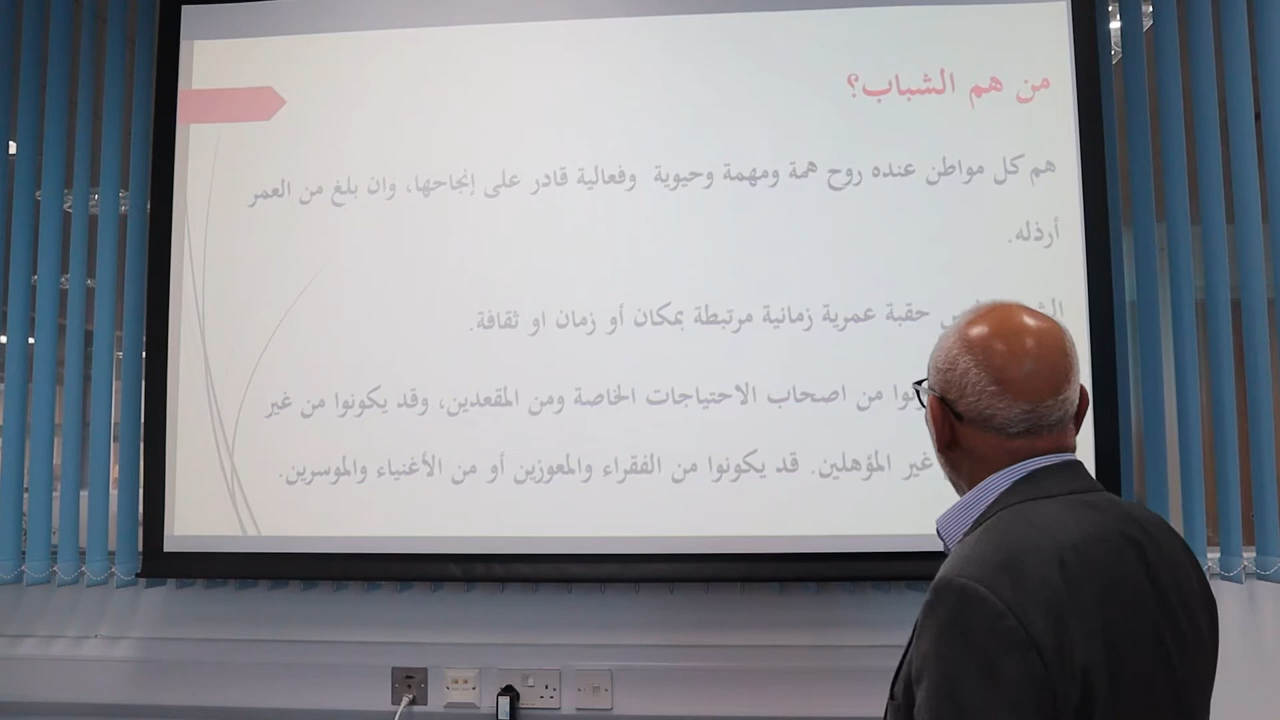 من هم الشباب؟
هم كل مواطن عنده روح همة ومهمة وحيوية وفعالية قادر على إنجاحها، وان بلغ من العمر
أرذله.
حقبة عمرية زمانية مرتبطة بمكان أو زمان او ثقافة.
من اصحاب الاحتياجات الخاصة ومن المقعدين، وقد يكونوا من غير
غير المؤهلين. قد يكونوا من الفقراء والمعوزين أو من الأغنياء والموسرين.